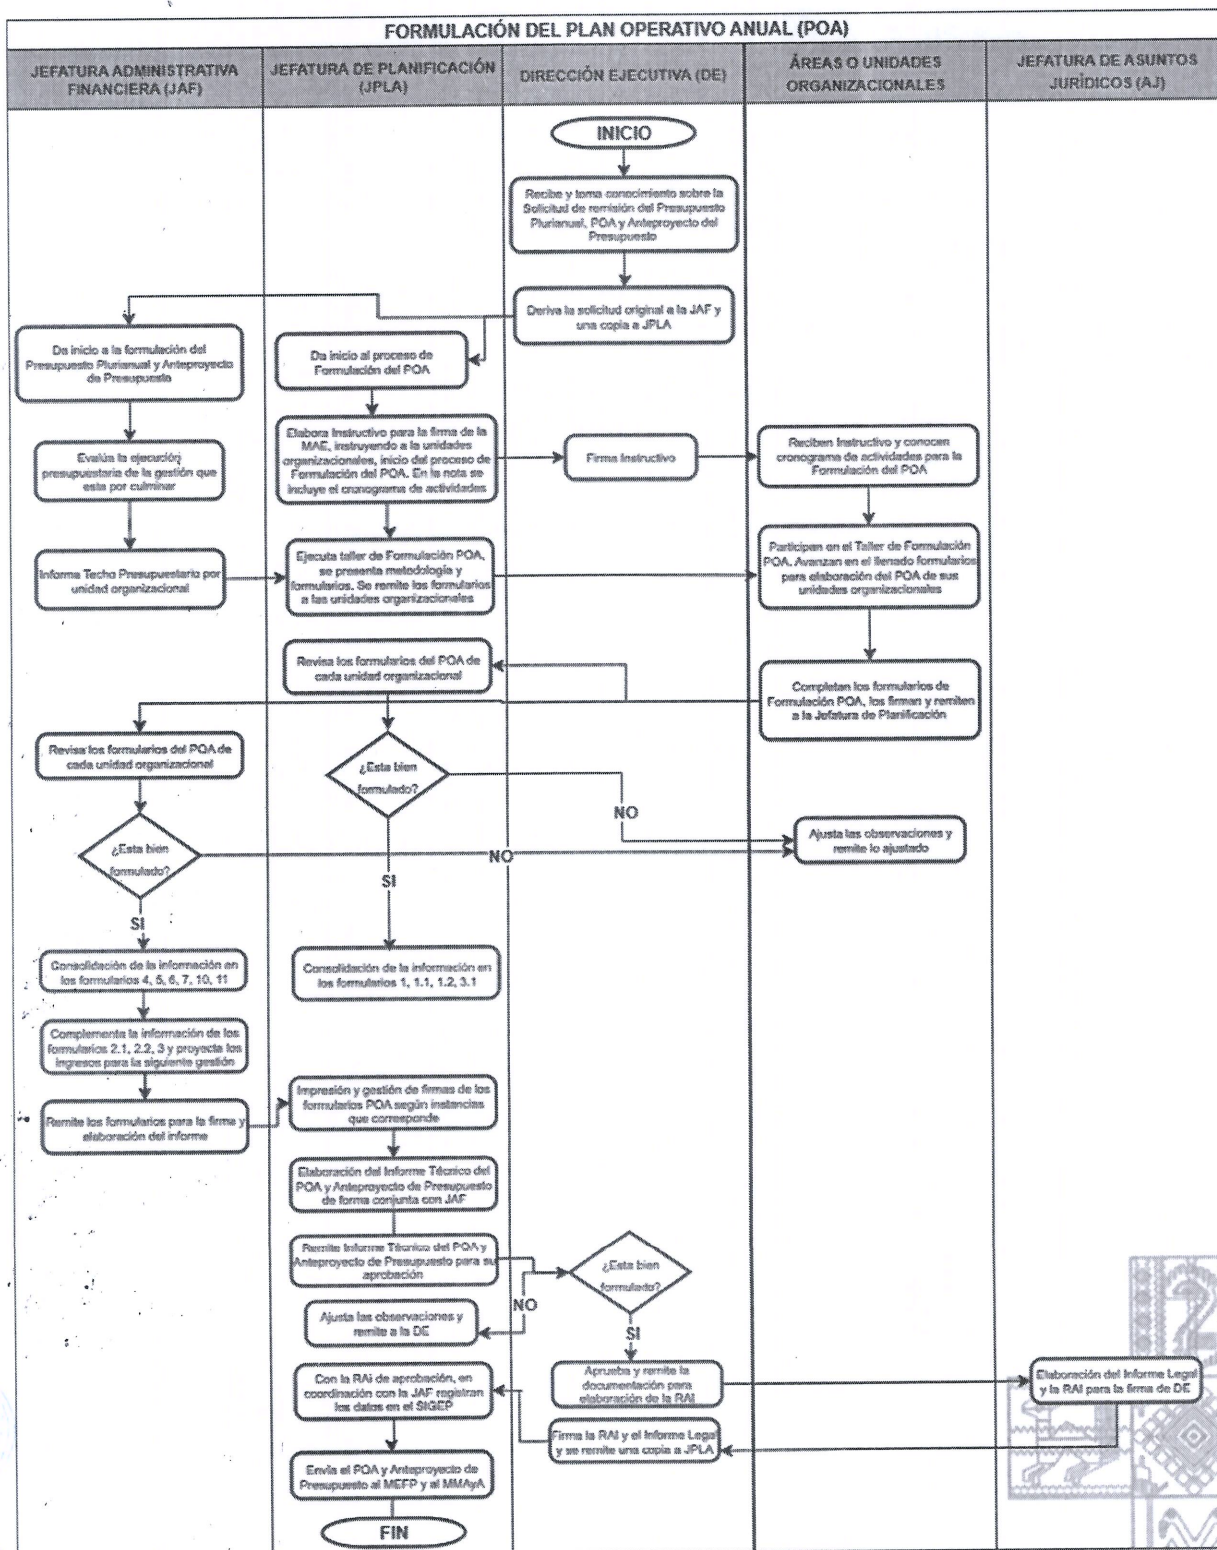 FORMULACIÓN DEL PLAN OPERATIVO ANUAL (POA)
JEFATURA ADMINISTRATIVA
FINANCIERA (JAF)
JEFATURA DE PLANIFICACIÓN
(JPLA)
DIRECCIÓN EJECUTIVA (DE)
ÁREAS O UNIDADES
ORGANIZACIONALES
JEFATURA DE ASUNTOS
JURÍDICOS (AJ)
INICIO
Recibe y toma conocimiento sobre la
Solicitud de remisión del Presupuesto
Plurianual, POA y Anteproyecto del
Presupuesto
Deriva la solicitud original a la JAF y
una copia a JPLA
Da inicio a la formulación del
Presupuesto Plurianual y Anteproyecto
de Presupuesto
Da inicio al proceso de
Formulación del POA
Evalúa la ejecución
presupuestaria de la gestión que
esta por culminar
Elabora Instructivo para la firma de la
MAE, instruyendo a la unidades
organizacionales, inicio del proceso de
Formulación del POA. En la nota se
incluye el cronograma de actividades
Firma Instructivo
Reciben Instructivo y conocen
cronograma de actividades para la
Formulación del POA
Informa Techo Presupuestario por
unidad organizacional
Ejecuta taller de Formulación POA,
se presenta metodología y
formularios. Se remite los formularios
a las unidades organizacionales
Participan en el Taller de Formulación
POA. Avanzan en el llenado formularios
para elaboración del POA de sus
unidades organizacionales
Revisa los formularios del POA de
cada unidad organizacional
Completan los formularios de
Formulación POA, los firman y remiten
a la Jefatura de Planificación
Revisa los formularios del POA de
cada unidad organizacional
¿Esta bien
formulado?
NO
Ajusta las observaciones y
remite lo ajustado
¿Esta bien
formulado?
NO
SI
SI
Consolidación de la información en
los formularios 4, 5, 6, 7, 10, 11
Consolidación de la información en
los formularios 1, 1.1, 1.2, 3.1
Complementa la información de los
formularios 2.1, 2.2, 3 y proyecta los
ingresos para la siguiente gestión
Remite los formularios para la firma y
elaboración del informe
Impresión y gestión de firmas de los
formularios POA según instancias
que corresponde
Elaboración del Informe Técnico del
POA y Anteproyecto de Presupuesto
de forma conjunta con JAF
Remite Informe Técnico del POA y
Anteproyecto de Presupuesto para su
aprobación
¿Esta bien
formulado?
NO
SI
Ajusta las observaciones y
remite a la DE
Con la RAI de aprobación, en
coordinación con la JAF registran
los datos en el SIGEP
Aprueba y remite la
documentación para
elaboración de la RAI
Elaboración del Informe Legal
y la RAI para la firma de DE
Firma la RAI y el Informe Legal
y se remite una copia a JPLA
Envía el POA y Anteproyecto de
Presupuesto al MEFP y al MMAyA
FIN